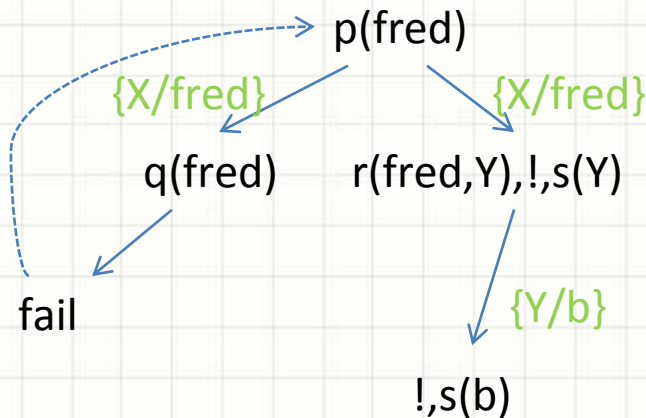 p(fred)
{X/fred} {X/fred}
q(fred) r(fred,Y),!,s(Y)
fail
{Y/b}
!,s(b)